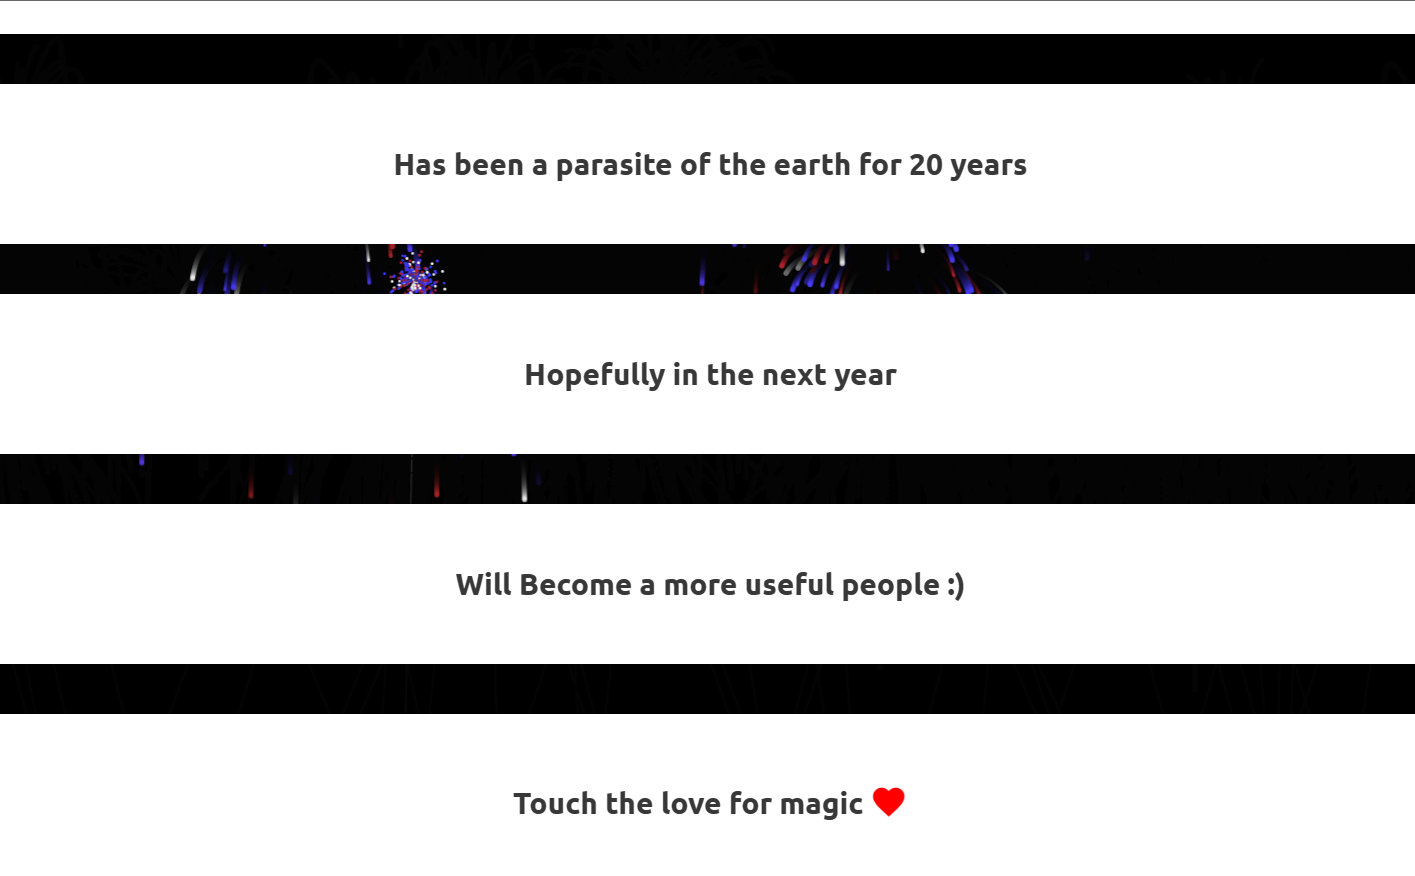 Has been a parasite of the earth for 20 years
Hopefully in the next year
Will Become a more useful people :)
Touch the love for magic ❤